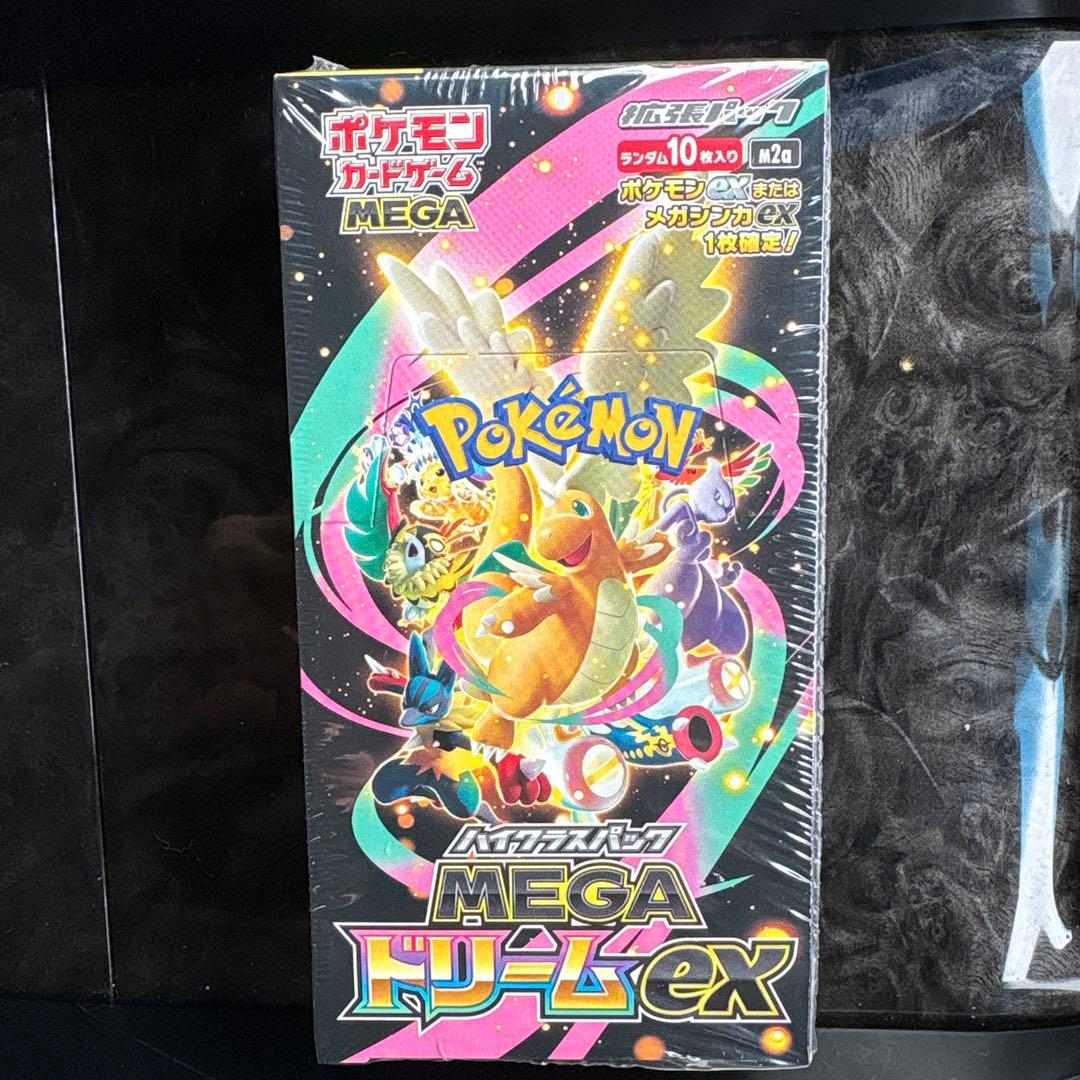 ポケモン
カードゲーム
MEGA
拡張パック
ランダム10枚入り M2a
ポケモンexまたは
メガシンカex
1枚確定!
POKéMON
TM
ハイクラスパック
MEGA
ドリームex